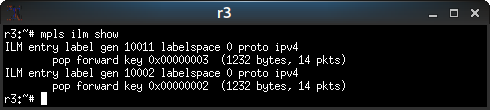 r3
r3:~# mpls ilm show
ILM entry label gen 10011 labelspace 0 proto ipv4
        pop forward key 0x00000003  (1232 bytes, 14 pkts)
ILM entry label gen 10002 labelspace 0 proto ipv4
        pop forward key 0x00000002  (1232 bytes, 14 pkts)
r3:~#